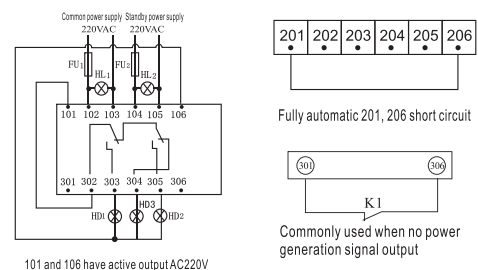 Common power supply Standby power supply
220VAC 220VAC
FU1 FU2
HL1 HL2
101 102 103 104 105 106
301 302 303 304 305 306
HD1 HD3 HD2
101 and 106 have active output AC220V
201 202 203 204 205 206
Fully automatic 201, 206 short circuit
301 306
K1
Commonly used when no power
generation signal output